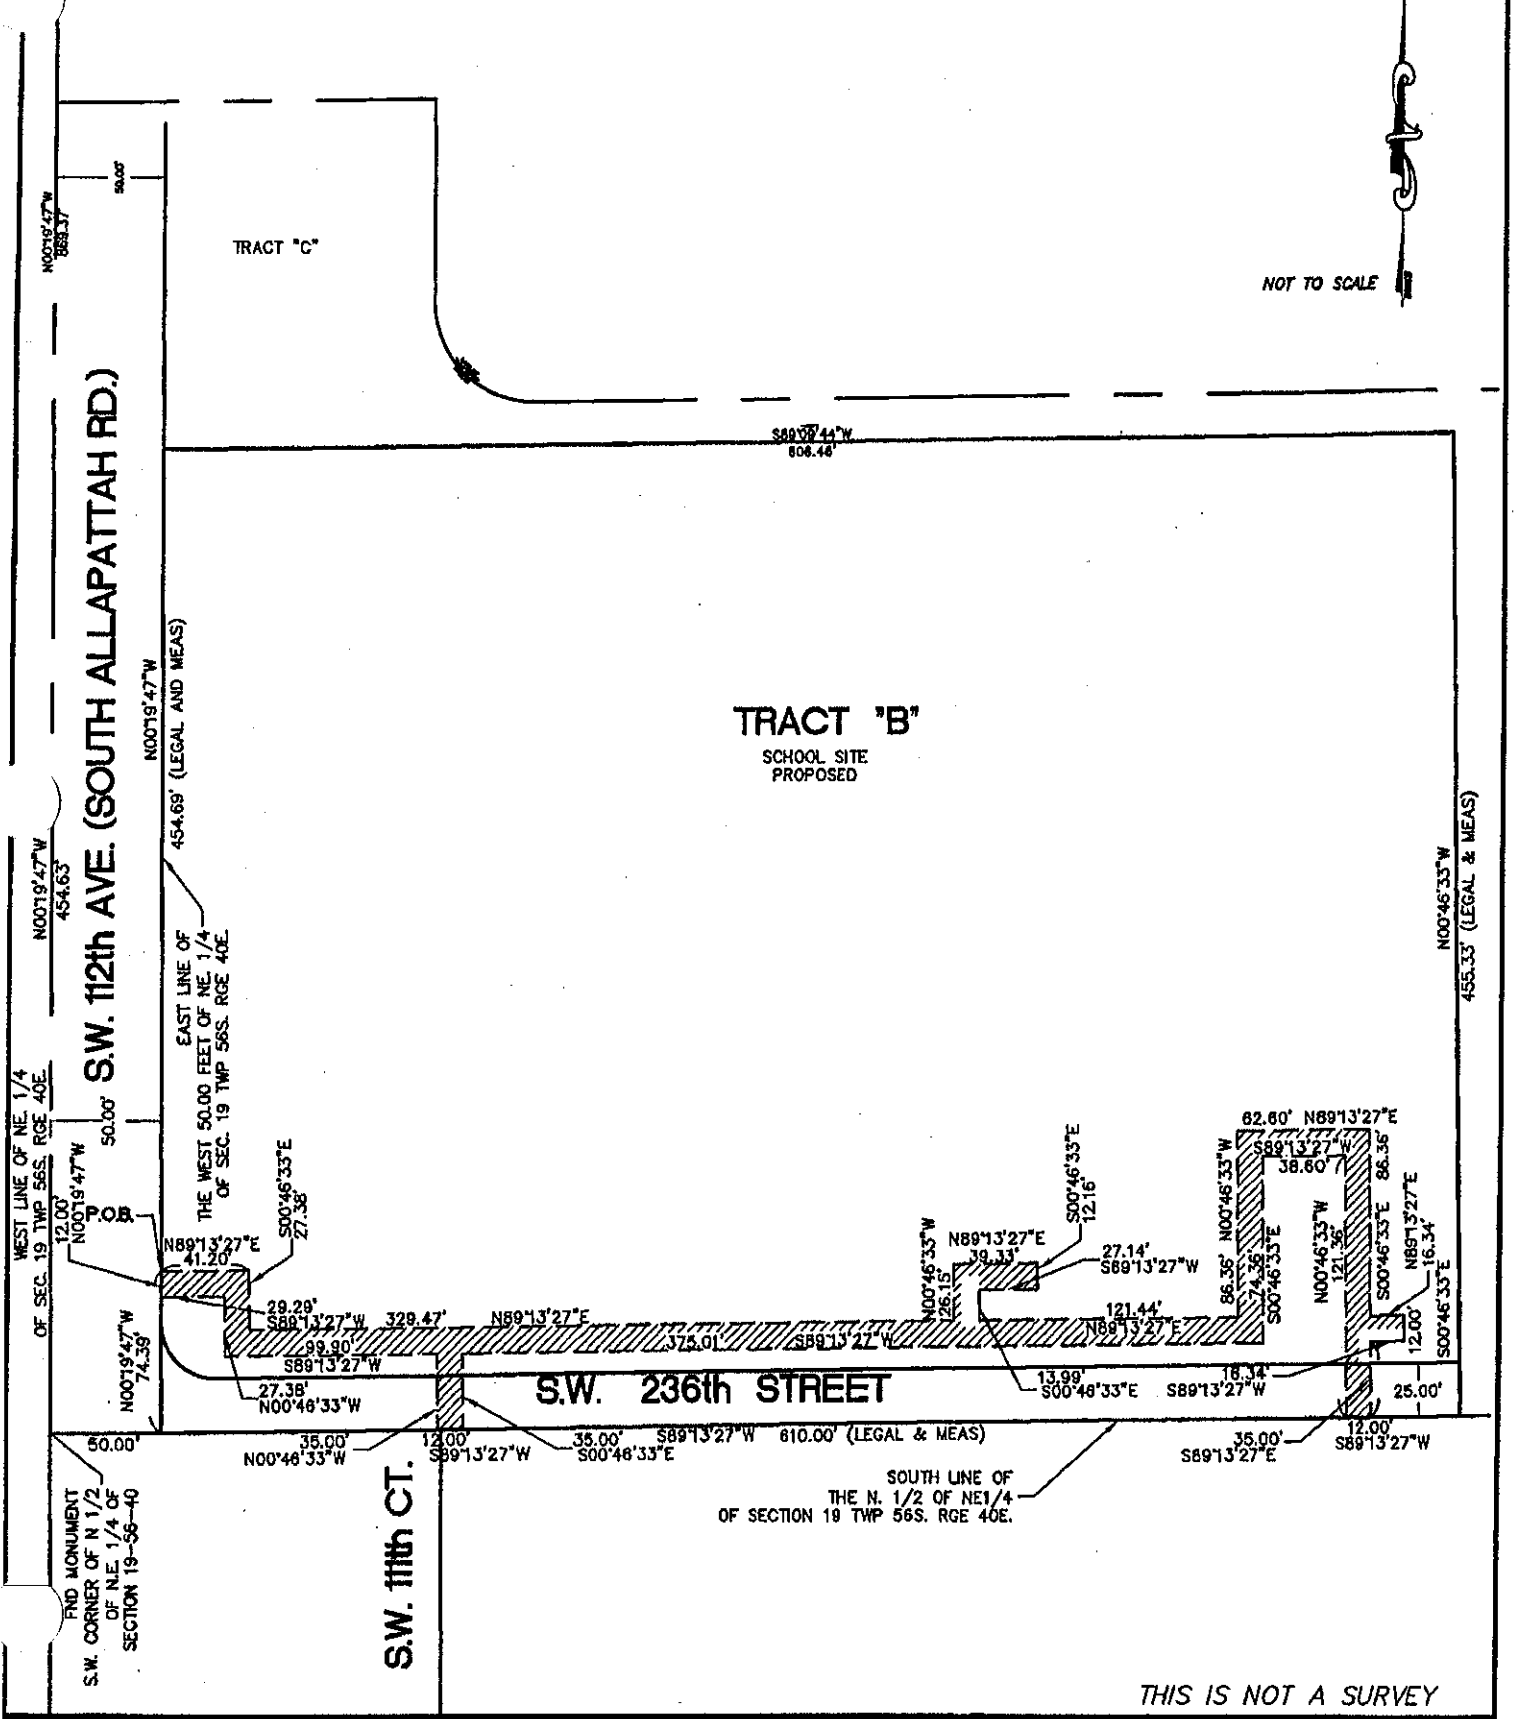 50.00'
N00°19'47"W
869.37'
TRACT "C"
NOT TO SCALE
S89°09'44"W
606.46'
S.W. 112th AVE. (SOUTH ALLAPATTAH RD.)
N00°19'47"W
454.69' (LEGAL AND MEAS)
TRACT "B"
SCHOOL SITE
PROPOSED
N00°46'33"W
455.33' (LEGAL & MEAS)
N00°19'47"W
454.63'
EAST LINE OF
THE WEST 50.00 FEET OF NE. 1/4
OF SEC. 19 TWP 56S. RGE 40E.
WEST LINE OF NE. 1/4
OF SEC. 19 TWP 56S. RGE 40E.
50.00'
12.00'
N00°19'47"W
P.O.B.
N89°13'27"E
41.20'
S00°46'33"E
27.38'
29.29'
S89°13'27"W
329.47'
N89°13'27"E
99.90'
S89°13'27"W
375.01'
S89°13'27"W
N00°46'33"W
126.15'
N89°13'27"E
39.33'
S00°46'33"E
12.16'
27.14'
S89°13'27"W
121.44'
N89°13'27"E
62.60' N89°13'27"E
S89°13'27"W
38.60'
86.36' N00°46'33"W
74.36'
S00°46'33"E
N00°46'33"W
121.36'
S00°46'33"E 86.36'
N89°13'27"E
16.34'
12.00'
S00°46'33"E
N00°19'47"W
74.39'
27.38'
N00°46'33"W
S.W. 236th STREET
13.99'
S00°46'33"E
16.34'
S89°13'27"W
25.00'
50.00'
35.00'
N00°46'33"W
12.00'
S89°13'27"W
35.00'
S00°46'33"E
S89°13'27"W 610.00' (LEGAL & MEAS)
35.00'
S89°13'27"E
12.00'
S89°13'27"W
SOUTH LINE OF
THE N. 1/2 OF NE1/4
OF SECTION 19 TWP 56S. RGE 40E.
FND MONUMENT
S.W. CORNER OF N 1/2
OF N.E. 1/4 OF
SECTION 19-56-40
S.W. 111th CT.
THIS IS NOT A SURVEY